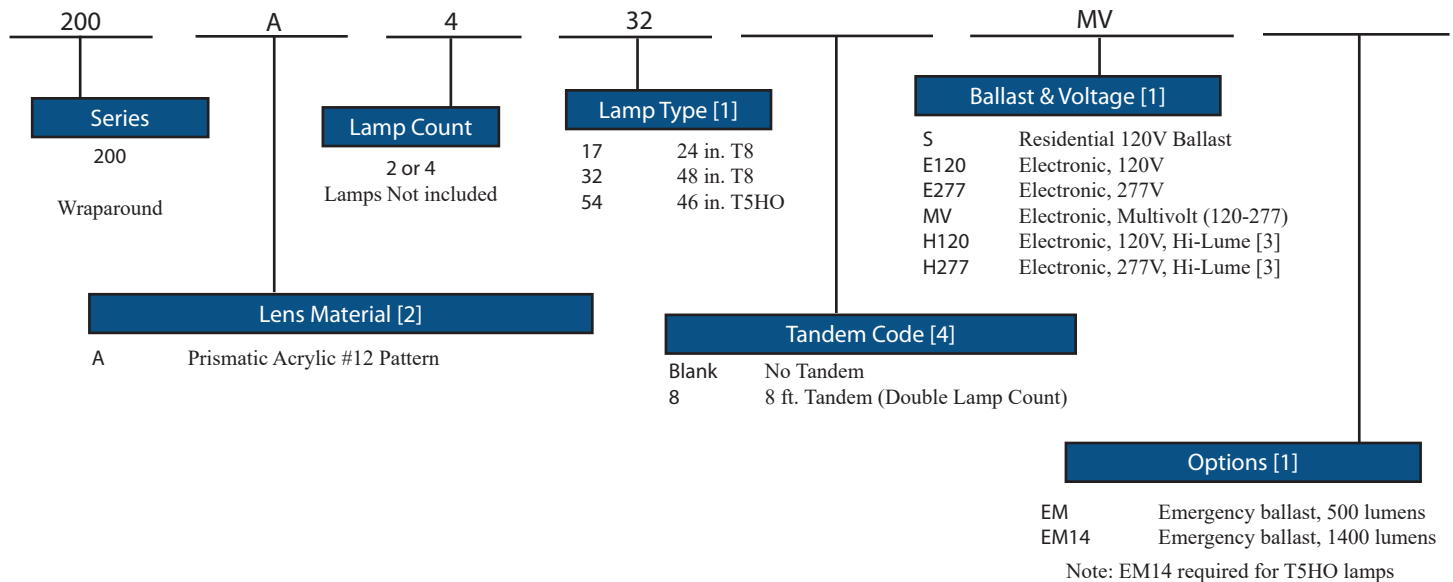 200 A 4 32 MV
Series
200
Wraparound
Lamp Count
2 or 4
Lamps Not included
Lamp Type [1]
17 24 in. T8
32 48 in. T8
54 46 in. T5HO
Ballast & Voltage [1]
S Residential 120V Ballast
E120 Electronic, 120V
E277 Electronic, 277V
MV Electronic, Multivolt (120-277)
H120 Electronic, 120V, Hi-Lume [3]
H277 Electronic, 277V, Hi-Lume [3]
Lens Material [2]
A Prismatic Acrylic #12 Pattern
Tandem Code [4]
Blank No Tandem
8 8 ft. Tandem (Double Lamp Count)
Options [1]
EM Emergency ballast, 500 lumens
EM14 Emergency ballast, 1400 lumens
Note: EM14 required for T5HO lamps